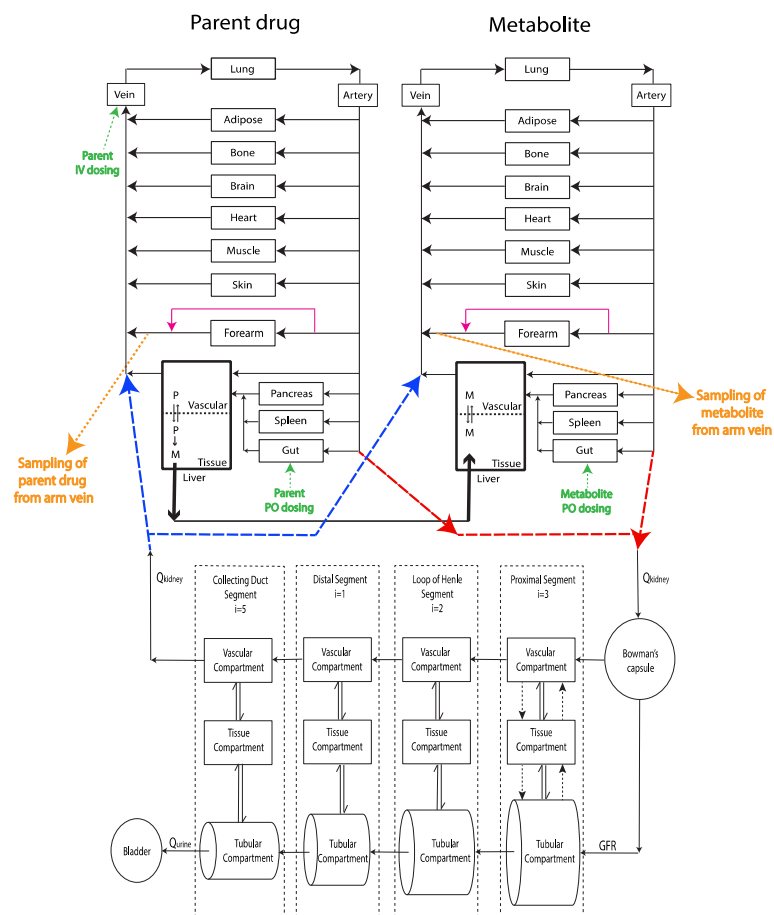 Parent drug
Metabolite
Lung
Lung
Vein
Artery
Vein
Artery
Adipose
Adipose
Parent
IV dosing
Bone
Bone
Brain
Brain
Heart
Heart
Muscle
Muscle
Skin
Skin
Forearm
Forearm
P
Vascular
P
M
Tissue
Liver
Pancreas
Spleen
Gut
M
Vascular
M
Tissue
Liver
Pancreas
Spleen
Gut
Sampling of
parent drug
from arm vein
Sampling of
metabolite
from arm vein
Parent
PO dosing
Metabolite
PO dosing
Qkidney
Collecting Duct
Segment
i=5
Distal Segment
i=1
Loop of Henle
Segment
i=2
Proximal Segment
i=3
Qkidney
Vascular
Compartment
Vascular
Compartment
Vascular
Compartment
Vascular
Compartment
Bowman's
capsule
Tissue
Compartment
Tissue
Compartment
Tissue
Compartment
Tissue
Compartment
Bladder
Qurine
Tubular
Compartment
Tubular
Compartment
Tubular
Compartment
Tubular
Compartment
GFR